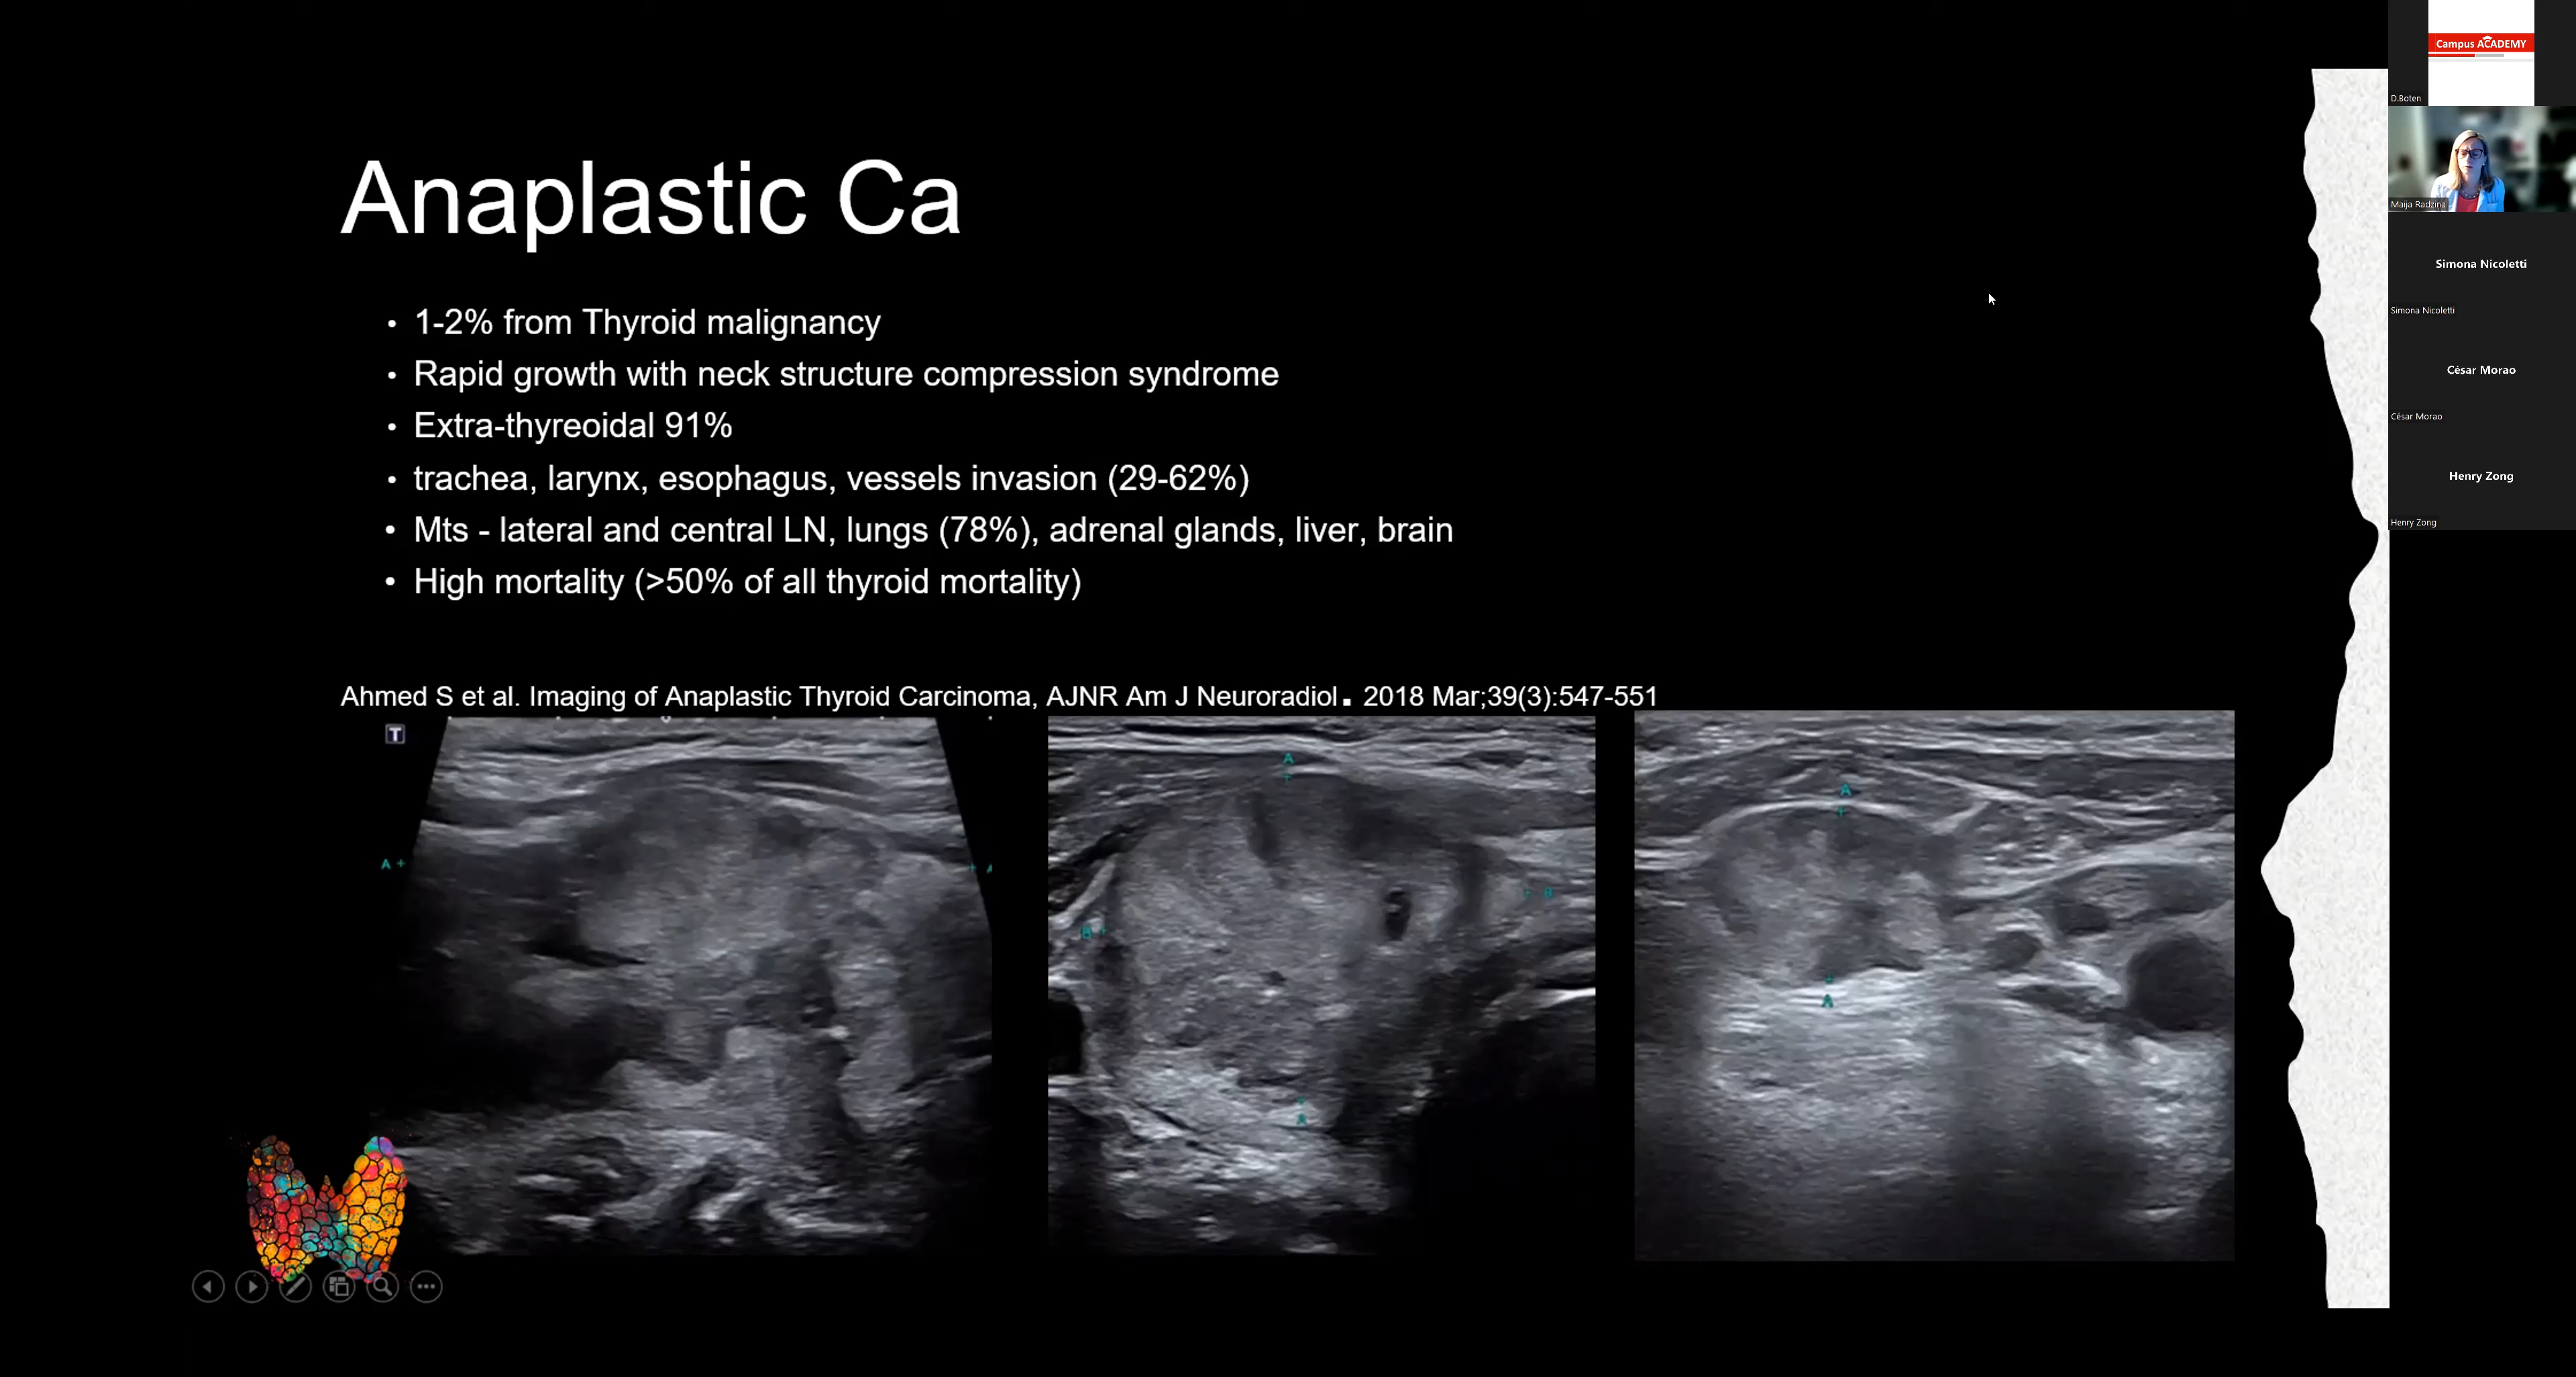 Anaplastic Ca
• 1-2% from Thyroid malignancy
• Rapid growth with neck structure compression syndrome
• Extra-thyreoidal 91%
• trachea, larynx, esophagus, vessels invasion (29-62%)
• Mts - lateral and central LN, lungs (78%), adrenal glands, liver, brain
• High mortality (>50% of all thyroid mortality)
Ahmed S et al. Imaging of Anaplastic Thyroid Carcinoma, AJNR Am J Neuroradiol. 2018 Mar;39(3):547-551
T
A
A
A
B
B
A
A
A
Campus ACADEMY
D.Boten
Maija Radzina
Simona Nicoletti
Simona Nicoletti
César Morao
César Morao
Henry Zong
Henry Zong